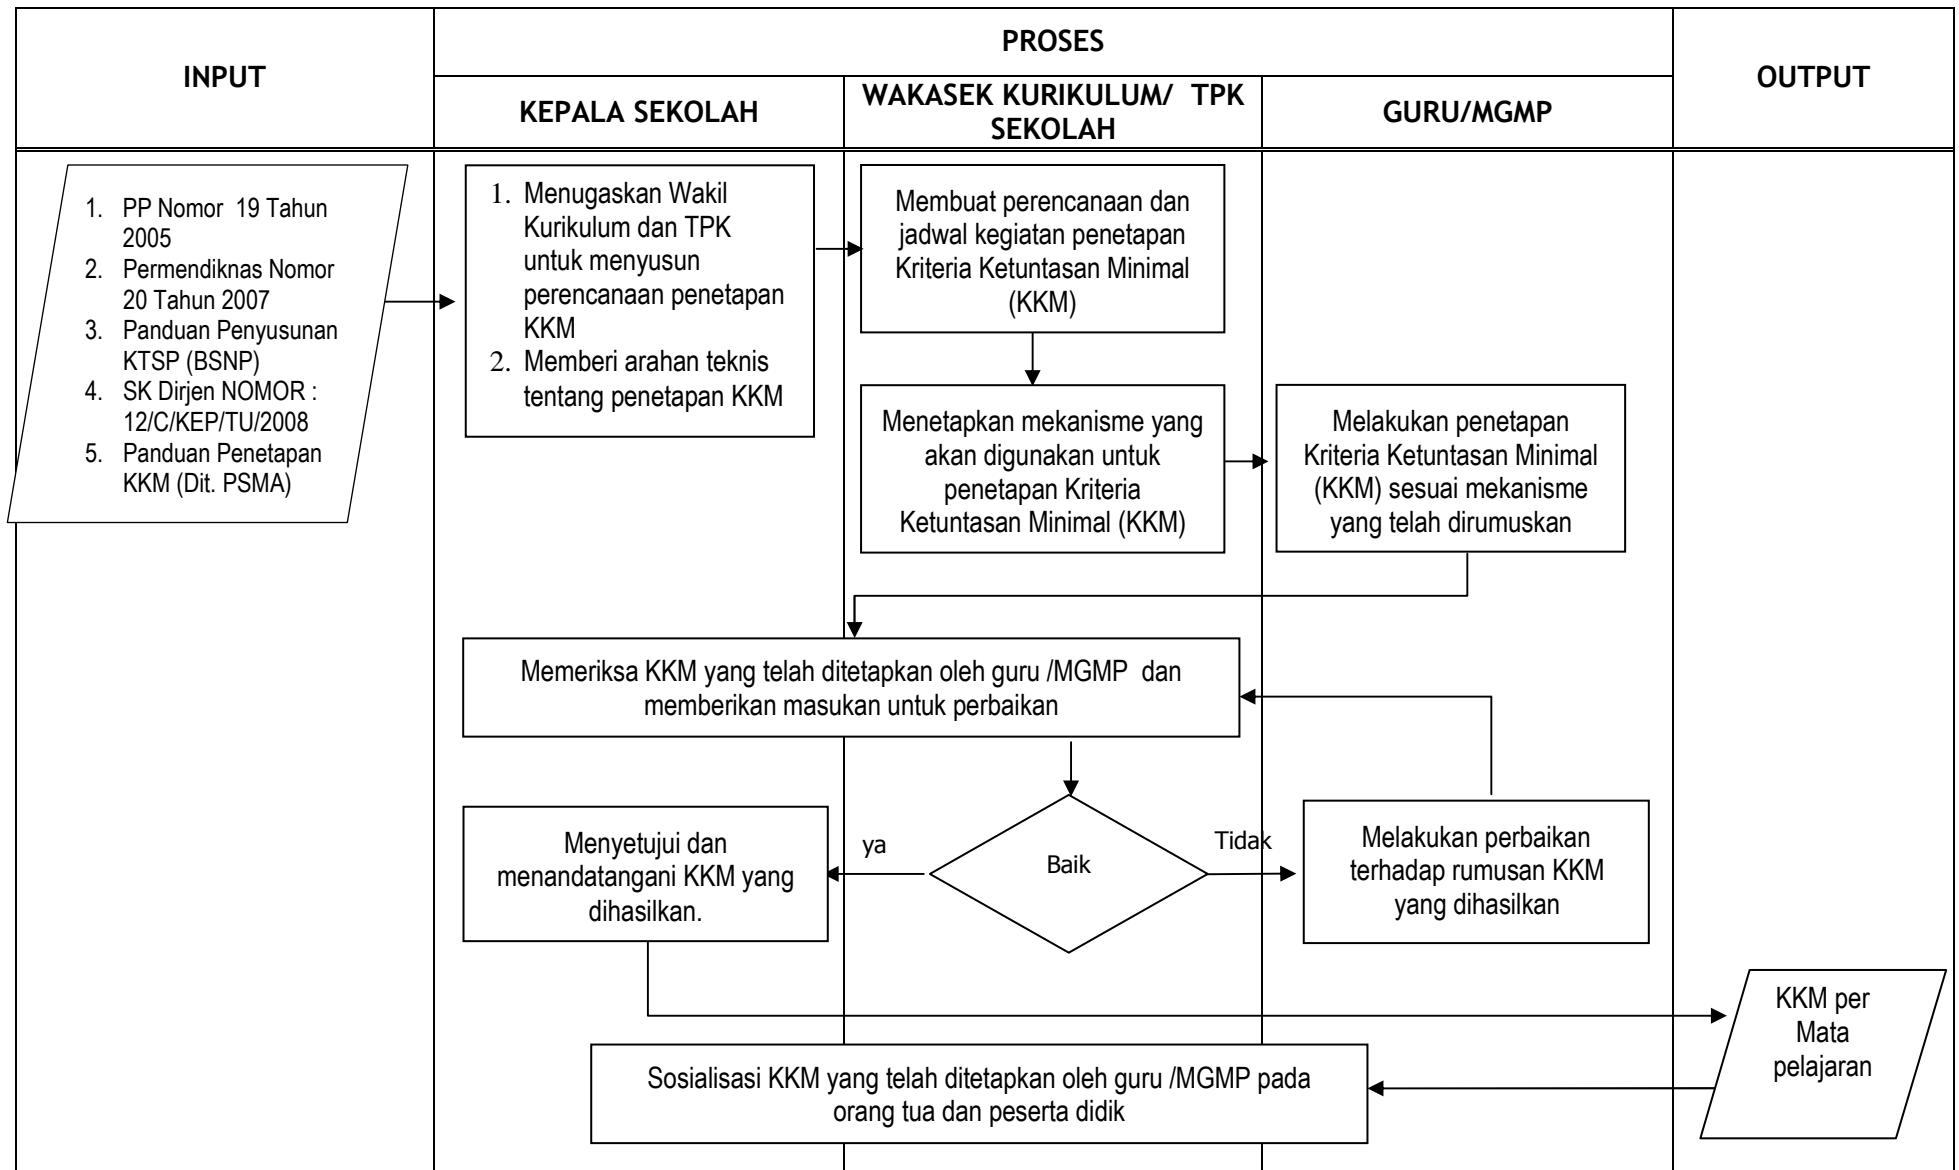 INPUT
PROSES
OUTPUT
KEPALA SEKOLAH
WAKASEK KURIKULUM/ TPK
SEKOLAH
GURU/MGMP
1. PP Nomor 19 Tahun
2005
2. Permendiknas Nomor
20 Tahun 2007
3. Panduan Penyusunan
KTSP (BSNP)
4. SK Dirjen NOMOR :
12/C/KEP/TU/2008
5. Panduan Penetapan
KKM (Dit. PSMA)
1. Menugaskan Wakil
Kurikulum dan TPK
untuk menyusun
perencanaan penetapan
KKM
2. Memberi arahan teknis
tentang penetapan KKM
Membuat perencanaan dan
jadwal kegiatan penetapan
Kriteria Ketuntasan Minimal
(KKM)
Menetapkan mekanisme yang
akan digunakan untuk
penetapan Kriteria
Ketuntasan Minimal (KKM)
Melakukan penetapan
Kriteria Ketuntasan Minimal
(KKM) sesuai mekanisme
yang telah dirumuskan
Memeriksa KKM yang telah ditetapkan oleh guru /MGMP dan
memberikan masukan untuk perbaikan
Menyetujui dan
menandatangani KKM yang
dihasilkan.
ya
Baik
Tidak
Melakukan perbaikan
terhadap rumusan KKM
yang dihasilkan
KKM per
Mata
pelajaran
Sosialisasi KKM yang telah ditetapkan oleh guru /MGMP pada
orang tua dan peserta didik